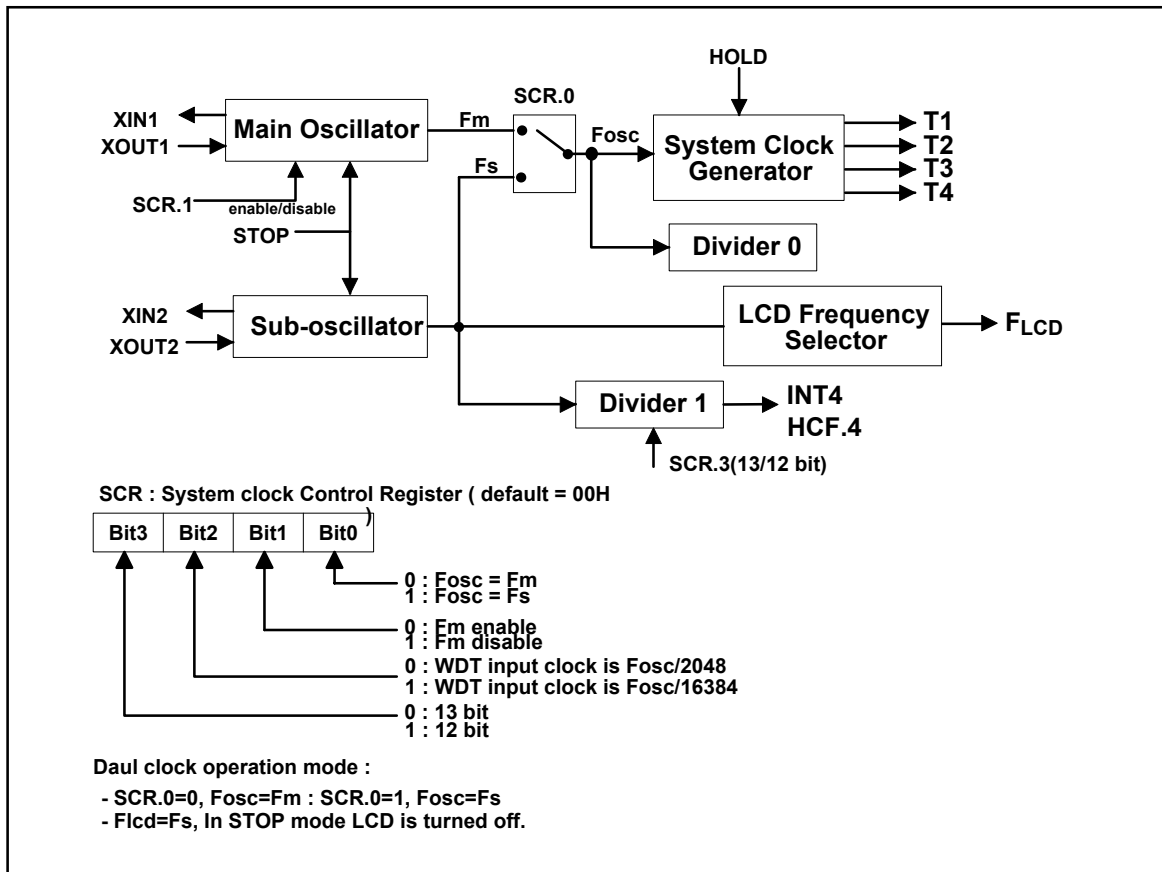 HOLD
SCR.0
XIN1
XOUT1
Main Oscillator
Fm
Fosc
System Clock
Generator
T1
T2
T3
T4
Fs
SCR.1
enable/disable
STOP
Divider 0
XIN2
XOUT2
Sub-oscillator
LCD Frequency
Selector
FLCD
Divider 1
INT4
HCF.4
SCR.3(13/12 bit)
SCR : System clock Control Register ( default = 00H
)
Bit3 Bit2 Bit1 Bit0
0 : Fosc = Fm
1 : Fosc = Fs
0 : Fm enable
1 : Fm disable
0 : WDT input clock is Fosc/2048
1 : WDT input clock is Fosc/16384
0 : 13 bit
1 : 12 bit
Daul clock operation mode :
- SCR.0=0, Fosc=Fm : SCR.0=1, Fosc=Fs
- Flcd=Fs, In STOP mode LCD is turned off.